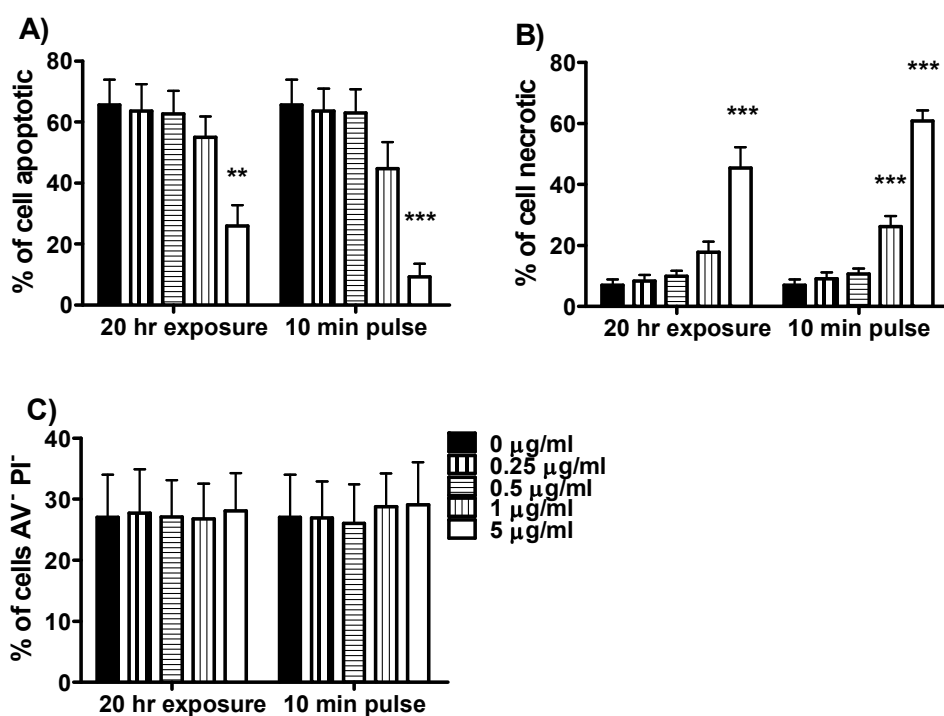 A)
% of cell apoptotic
80
60
40
20
0
**
***
20 hr exposure
10 min pulse
B)
% of cell necrotic
80
60
40
20
0
***
***
***
20 hr exposure
10 min pulse
C)
% of cells AV⁻ PI⁻
40
30
20
10
0
20 hr exposure
10 min pulse
0 µg/ml
0.25 µg/ml
0.5 µg/ml
1 µg/ml
5 µg/ml